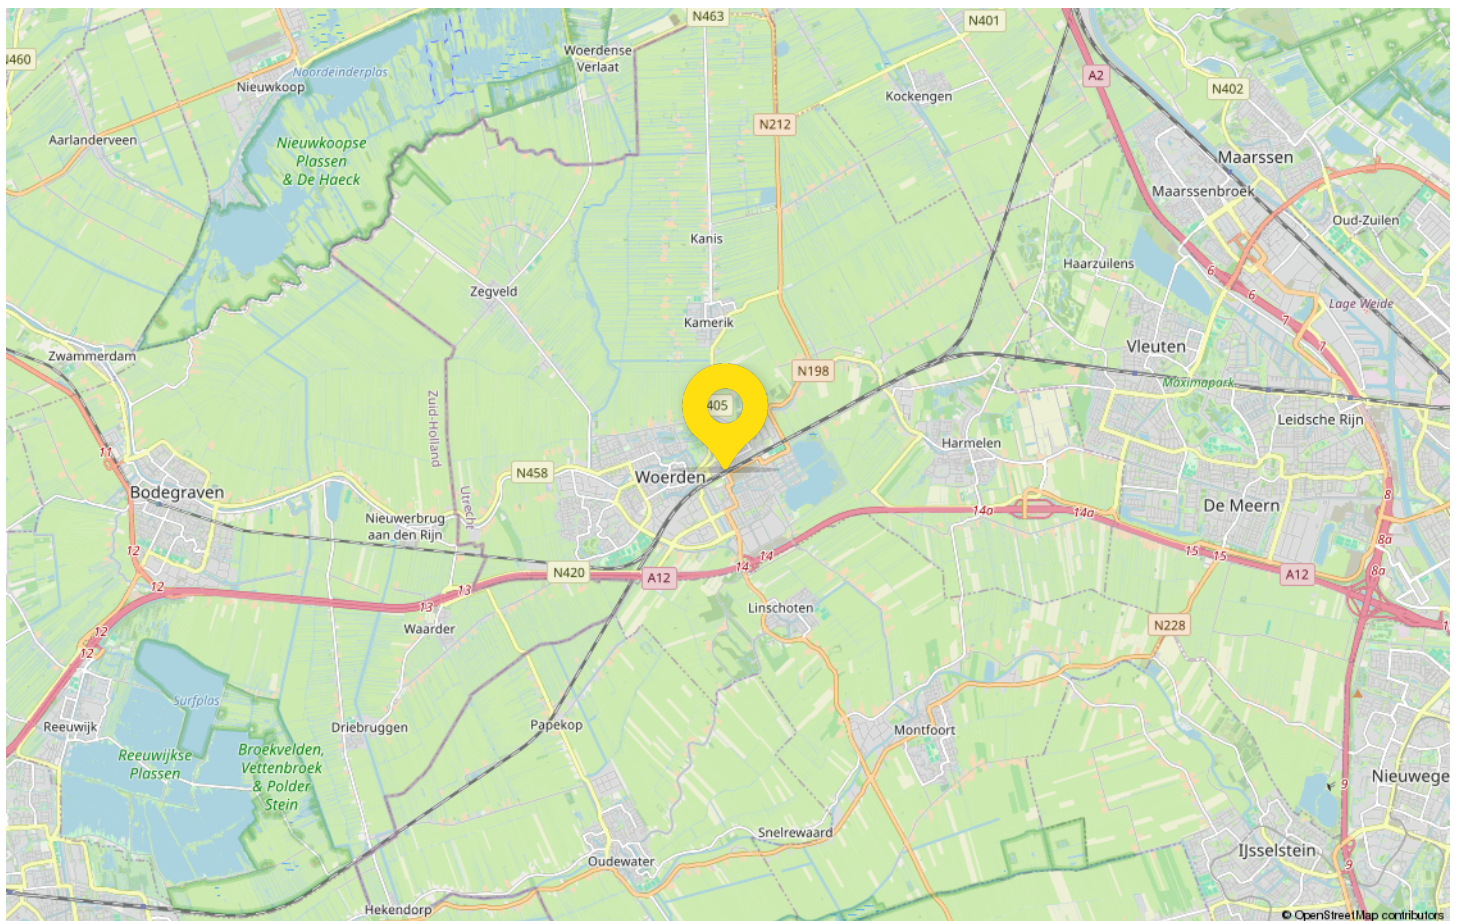 N463
N401
N460
Woerdense
Verlaat
Noordeinderplas
Nieuwkoop
A2
N402
Kockengen
N212
Aarlanderveen
Nieuwkoopse
Plassen
& De Haeck
Maarssen
Maarssenbroek
Oud-Zuilen
Kanis
Haarzuilens
6
Zegveld
6
Lage Weide
Kamerik
7
7
Zwammerdam
Vleuten
N198
Maximapark
405
Zuid-Holland
Leidsche Rijn
Harmelen
11
N458
Woerden
Bodegraven
8
De Meern
Utrecht
Nieuwerbrug
aan den Rijn
14a
14a
8a
12
14
15
15
14
8a
N420
A12
A12
12
13
13
Linschoten
N228
Waarder
12
12
Surfplas
Reeuwijk
Driebruggen
Papekop
Montfoort
Reeuwijkse
Plassen
Broekvelden,
Vettenbroek
& Polder
Stein
9
Nieuwege
Snelrewaard
Oudewater
IJsselstein
9
Hekendorp
© OpenStreetMap contributors